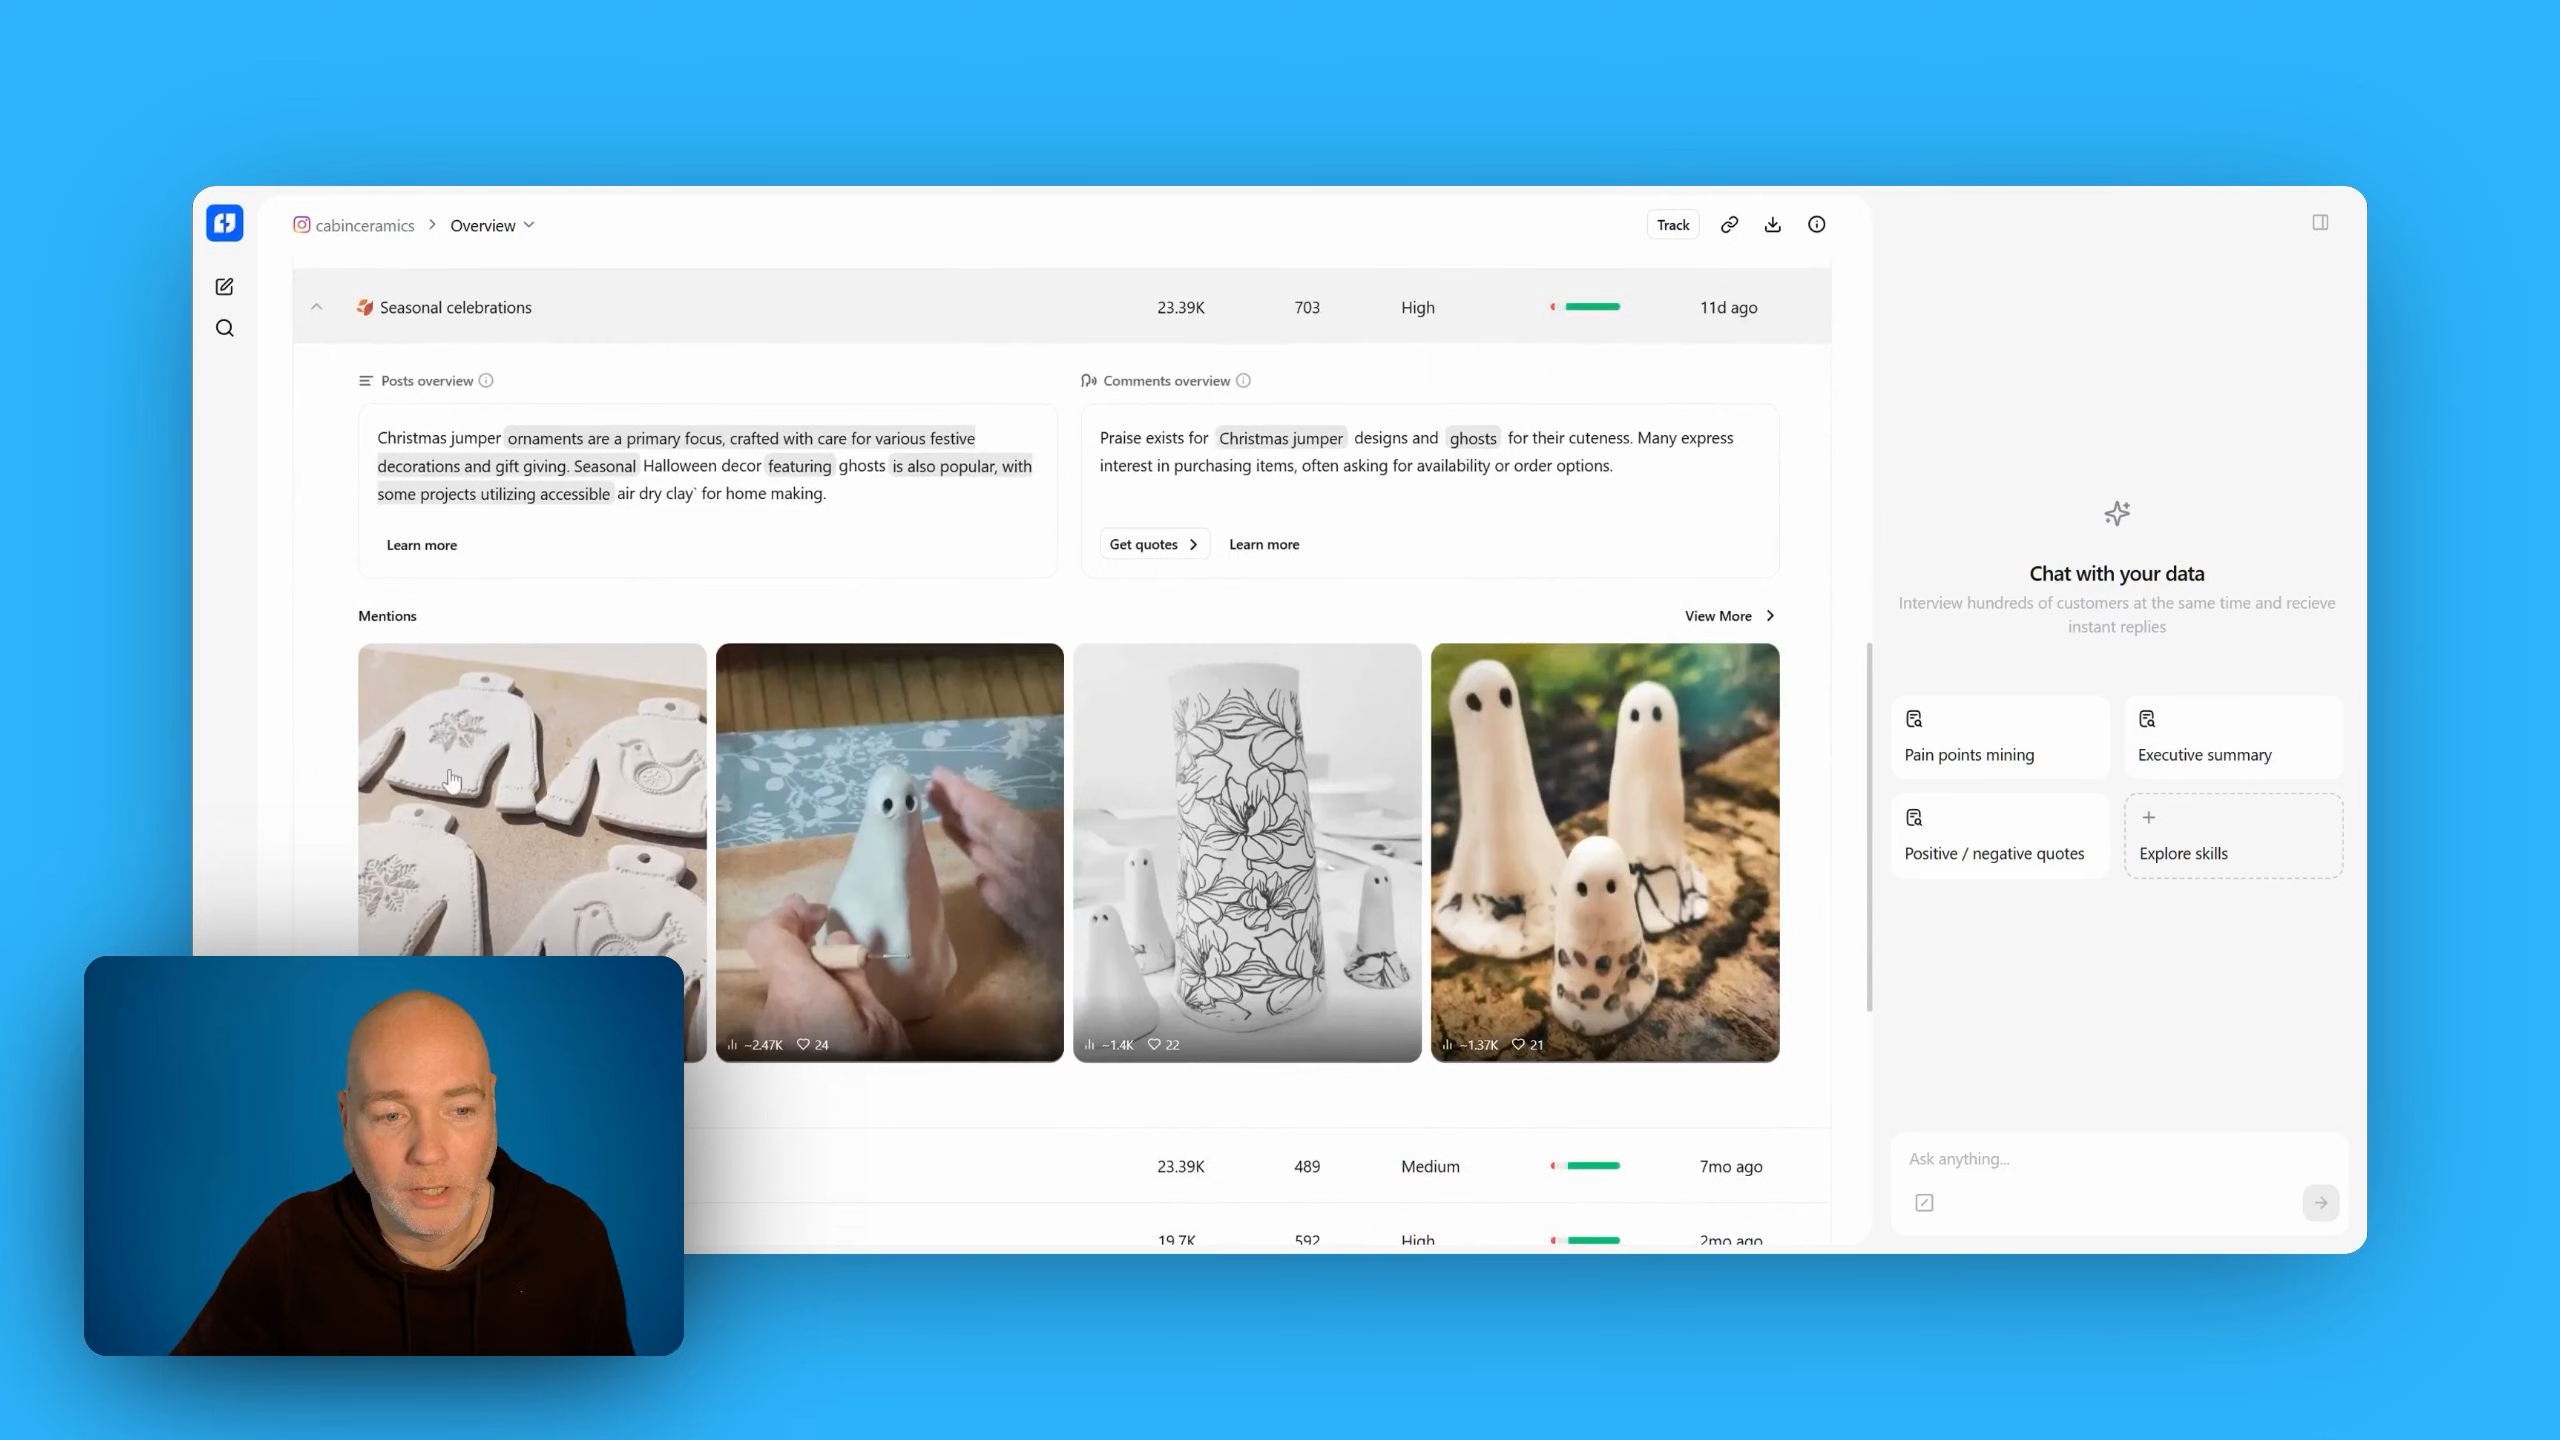 cabinceramics
Overview
Track
Seasonal celebrations
23.39K
703
High
11d ago
Posts overview
Christmas jumper ornaments are a primary focus, crafted with care for various festive
decorations and gift giving. Seasonal Halloween decor featuring ghosts is also popular, with
some projects utilizing accessible air dry clay` for home making.
Learn more
Comments overview
Praise exists for Christmas jumper designs and ghosts for their cuteness. Many express
interest in purchasing items, often asking for availability or order options.
Get quotes
Learn more
Mentions
View More
~2.47K 24
~1.4K 22
~1.37K 21
23.39K
489
Medium
7mo ago
19.7K
592
High
2mo ago
Chat with your data
Interview hundreds of customers at the same time and recieve
instant replies
Pain points mining
Executive summary
Positive / negative quotes
Explore skills
Ask anything...